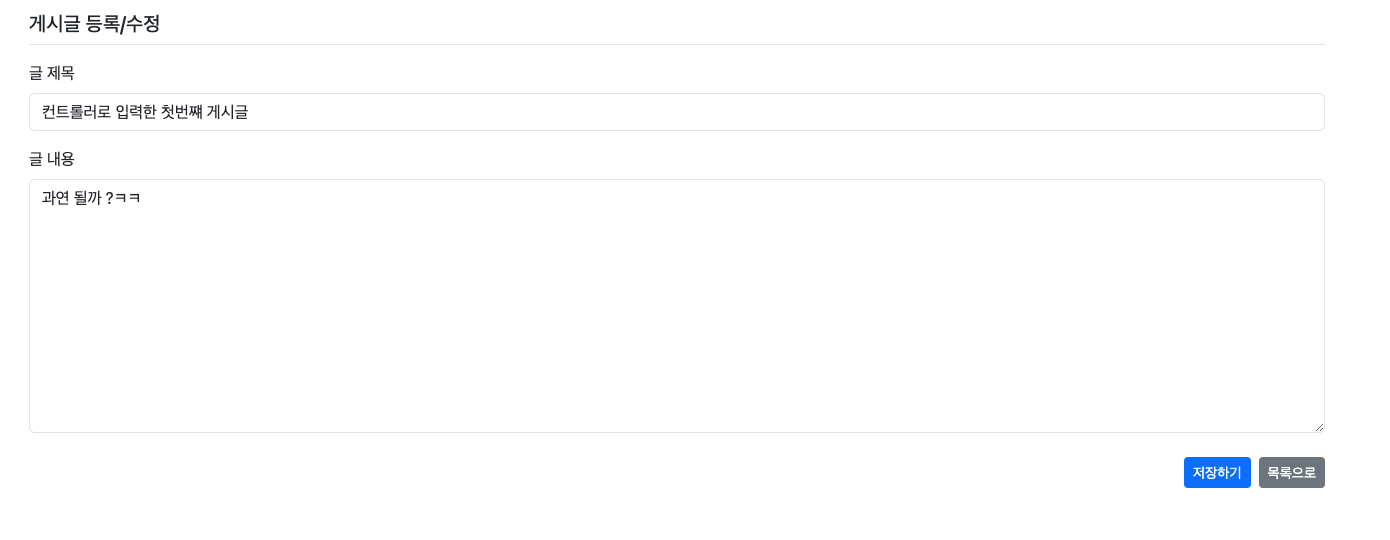 게시글 등록/수정
글 제목
컨트롤러로 입력한 첫번쨰 게시글
글 내용
과연 될까 ?ㅋㅋ
저장하기 목록으로